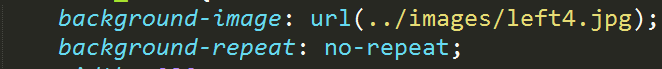 background-image: url(../images/left4.jpg);
background-repeat: no-repeat;